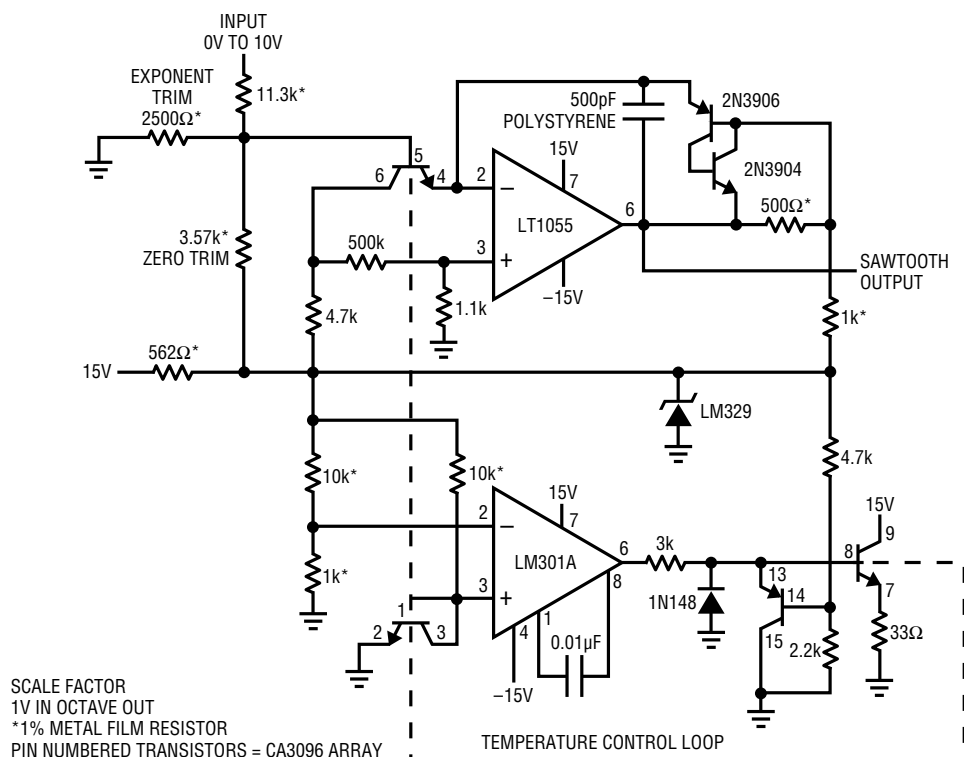 INPUT
0V TO 10V
EXPONENT
TRIM
2500Ω*
11.3k*
500pF
POLYSTYRENE
2N3906
15V
7
2N3904
5
6
4
2
–
LT1055
6
500Ω*
3.57k*
ZERO TRIM
500k
3
+
–15V
SAWTOOTH
OUTPUT
4.7k
1.1k
1k*
15V
562Ω*
LM329
10k*
10k*
4.7k
15V
7
15V
9
2
–
LM301A
6
3k
8
8
13
7
1k*
1
3
+
1N148
14
2
3
4
1
0.01µF
15
2.2k
33Ω
–15V
SCALE FACTOR
1V IN OCTAVE OUT
*1% METAL FILM RESISTOR
PIN NUMBERED TRANSISTORS = CA3096 ARRAY
TEMPERATURE CONTROL LOOP